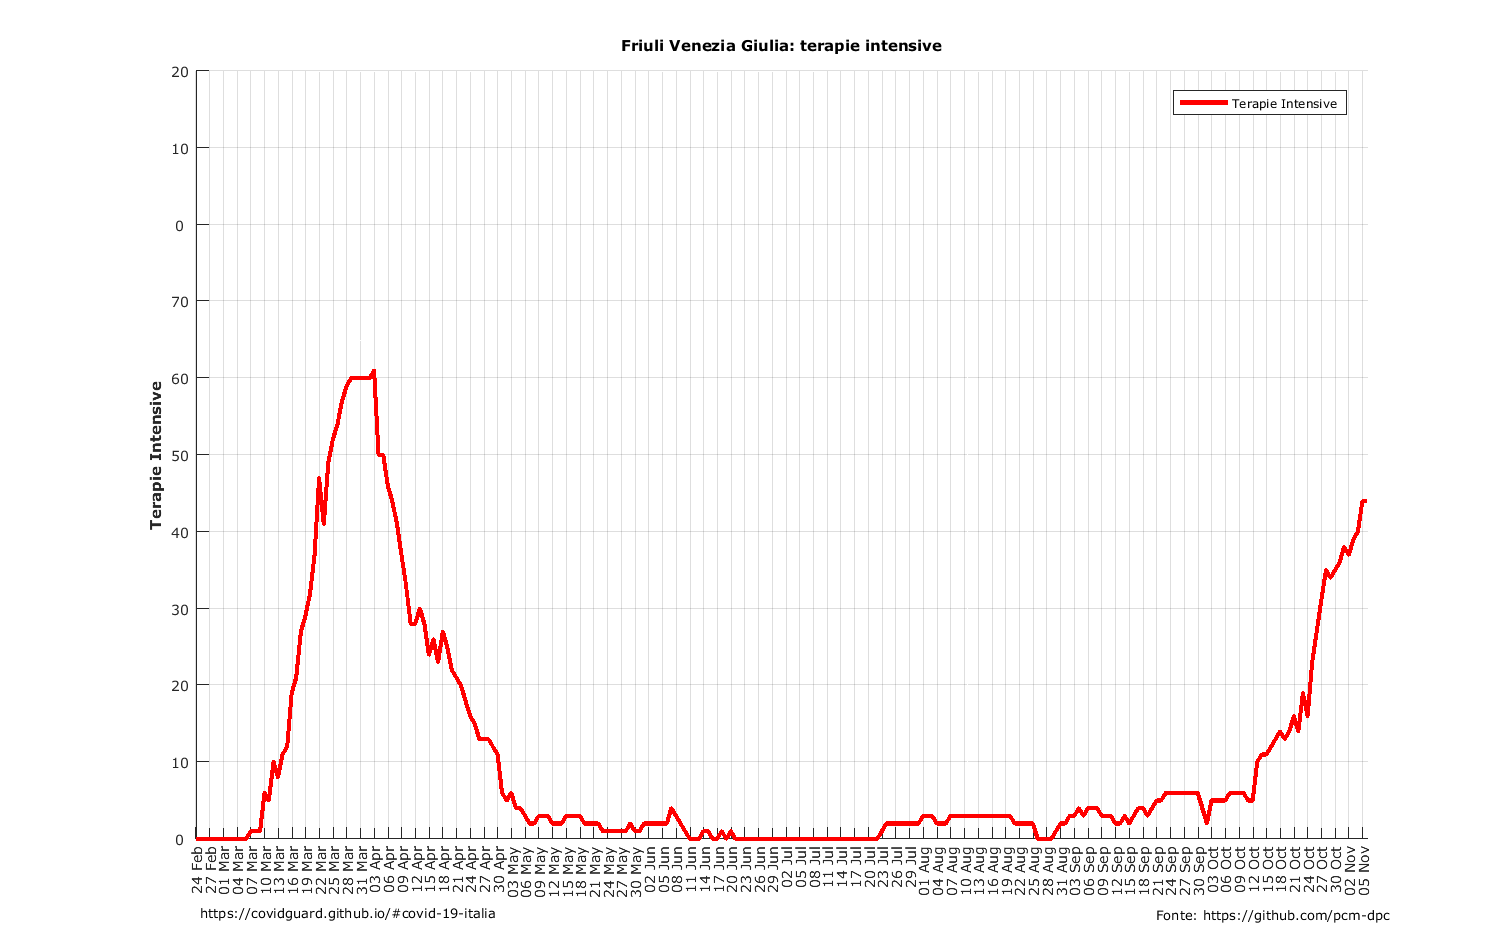 Friuli Venezia Giulia: terapie intensive
Terapie Intensive
20
10
0
70
60
50
40
30
20
10
0
Terapie Intensive
24 Feb
27 Feb
01 Mar
04 Mar
07 Mar
10 Mar
13 Mar
16 Mar
19 Mar
22 Mar
25 Mar
28 Mar
31 Mar
03 Apr
06 Apr
09 Apr
12 Apr
15 Apr
18 Apr
21 Apr
24 Apr
27 Apr
30 Apr
03 May
06 May
09 May
12 May
15 May
18 May
21 May
24 May
27 May
30 May
02 Jun
05 Jun
08 Jun
11 Jun
14 Jun
17 Jun
20 Jun
23 Jun
26 Jun
29 Jun
02 Jul
05 Jul
08 Jul
11 Jul
14 Jul
17 Jul
20 Jul
23 Jul
26 Jul
29 Jul
01 Aug
04 Aug
07 Aug
10 Aug
13 Aug
16 Aug
19 Aug
22 Aug
25 Aug
28 Aug
31 Aug
03 Sep
06 Sep
09 Sep
12 Sep
15 Sep
18 Sep
21 Sep
24 Sep
27 Sep
30 Sep
03 Oct
06 Oct
09 Oct
12 Oct
15 Oct
18 Oct
21 Oct
24 Oct
27 Oct
30 Oct
02 Nov
05 Nov
https://covidguard.github.io/#covid-19-italia
Fonte: https://github.com/pcm-dpc